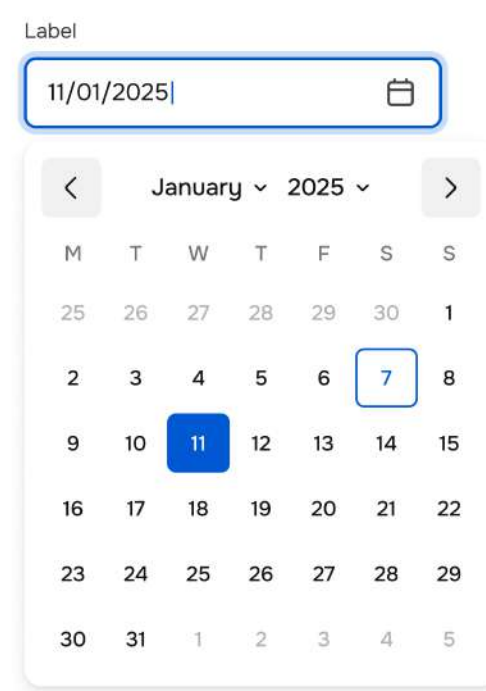 Label
11/01/2025
January 2025
M T W T F S S
25 26 27 28 29 30 1
2 3 4 5 6 7 8
9 10 11 12 13 14 15
16 17 18 19 20 21 22
23 24 25 26 27 28 29
30 31 1 2 3 4 5